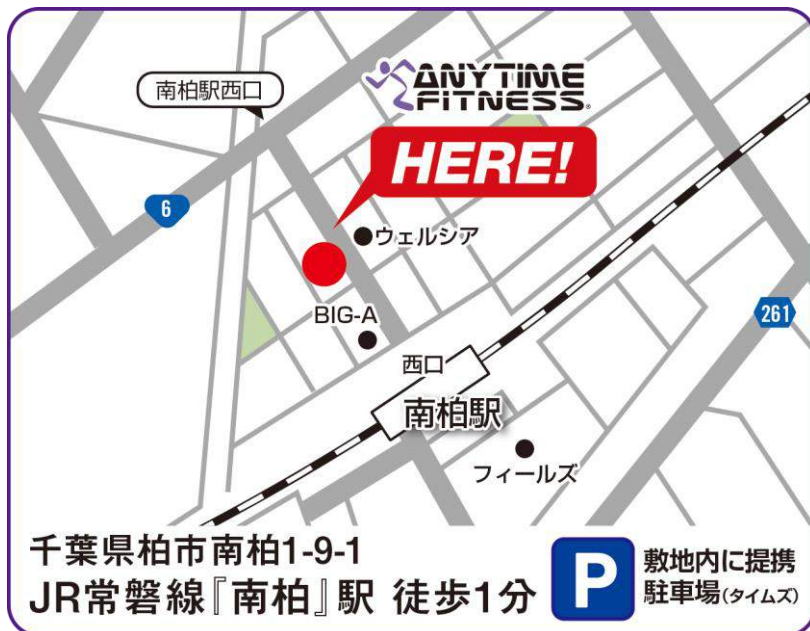 南柏駅西口
ANYTIME
FITNESS®
HERE!
6
ウェルシア
BIG-A
261
西口
南柏駅
フィールズ
千葉県柏市南柏1-9-1
JR常磐線『南柏』駅 徒歩1分
P
敷地内に提携
駐車場(タイムズ)